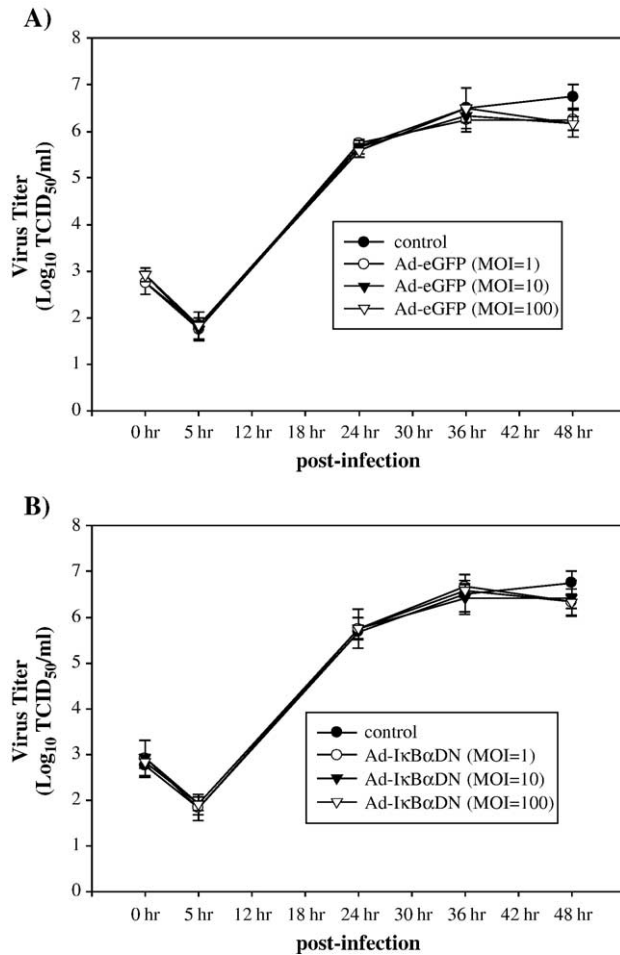 A)
8
7
6
5
4
3
2
1
0
Virus Titer
(Log10 TCID50/ml)
control
Ad-eGFP (MOI=1)
Ad-eGFP (MOI=10)
Ad-eGFP (MOI=100)
0 hr 5 hr 12 hr 18 hr 24 hr 30 hr 36 hr 42 hr 48 hr
post-infection
B)
8
7
6
5
4
3
2
1
0
Virus Titer
(Log10 TCID50/ml)
control
Ad-IκBαDN (MOI=1)
Ad-IκBαDN (MOI=10)
Ad-IκBαDN (MOI=100)
0 hr 5 hr 12 hr 18 hr 24 hr 30 hr 36 hr 42 hr 48 hr
post-infection